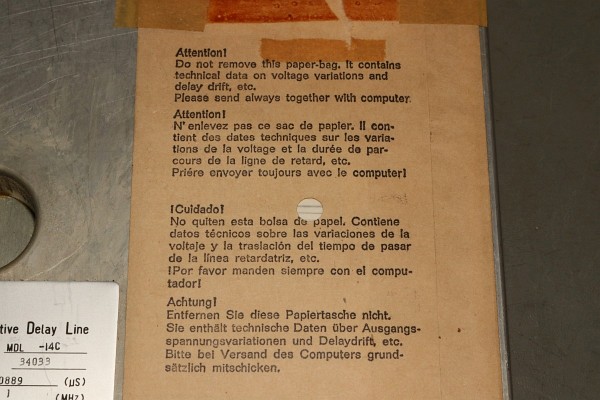 Attention!
Do not remove this paper-bag. It contains
technical data on voltage variations and
delay drift, etc.
Please send always together with computer.
Attention!
N'enlevez pas ce sac de papier. Il con-
tient des dates techniques sur les varia-
tions de la voltage et la durée de par-
cours de la ligne de retard, etc.
Priére envoyer toujours avec le computer!
¡Cuidado!
No quiten esta bolsa de papel. Contiene
datos técnicos sobre las variaciones de la
voltaje y la traslación del tiempo de pasar
de la línea retardatriz, etc.
¡Por favor manden siempre con el compu-
tador!
Achtung!
Entfernen Sie diese Papiertasche nicht.
Sie enthält technische Daten über Ausgangs-
spannungsvariationen und Delaydrift, etc.
Bitte bei Versand des Computers grund-
sätzlich mitschicken.
tive Delay Line
MDL -14C
34033
0889 (µS)
1 (MHz)